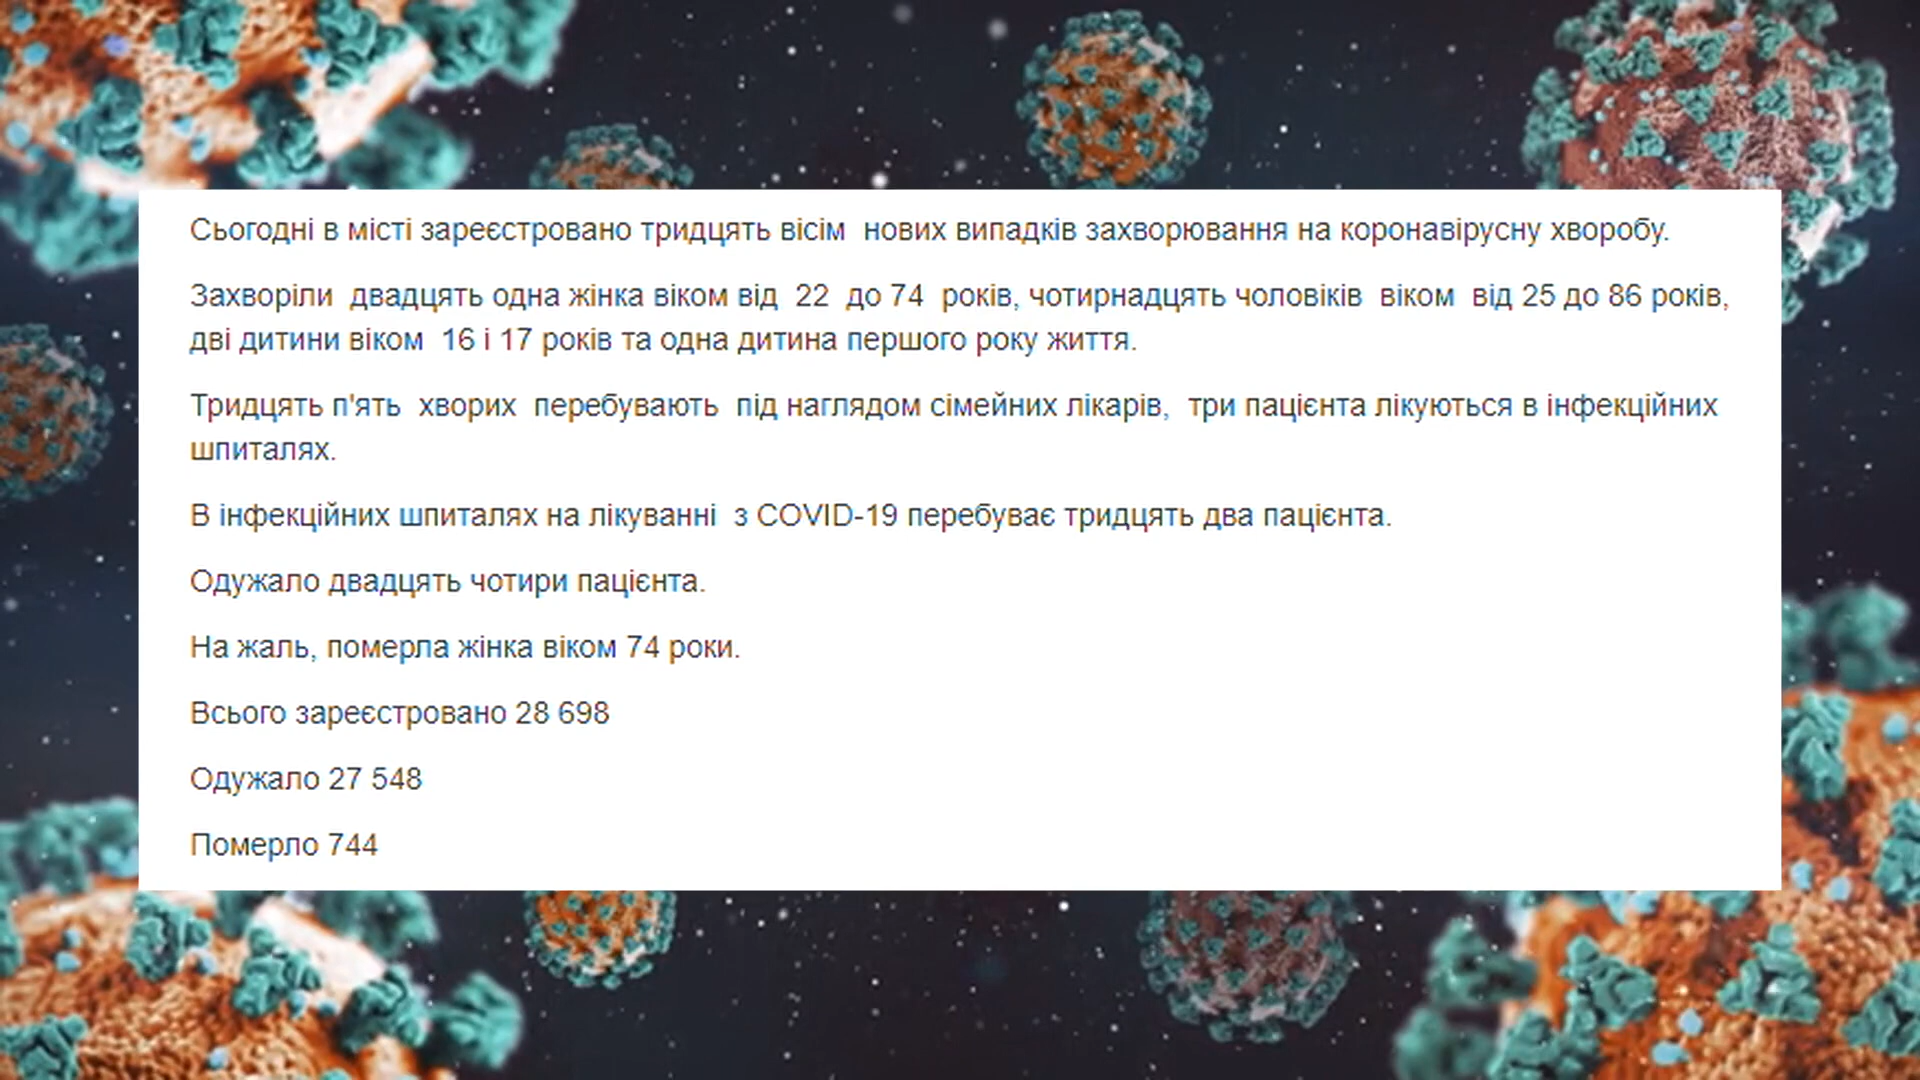 Сьогодні в місті зареєстровано тридцять вісім нових випадків захворювання на коронавірусну хворобу.
Захворіли двадцять одна жінка віком від 22 до 74 років, чотирнадцять чоловіків віком від 25 до 86 років,
дві дитини віком 16 і 17 років та одна дитина першого року життя.
Тридцять п'ять хворих перебувають під наглядом сімейних лікарів, три пацієнта лікуються в інфекційних
шпиталях.
В інфекційних шпиталях на лікуванні з COVID-19 перебуває тридцять два пацієнта.
Одужало двадцять чотири пацієнта.
На жаль, померла жінка віком 74 роки.
Всього зареєстровано 28 698
Одужало 27 548
Померло 744